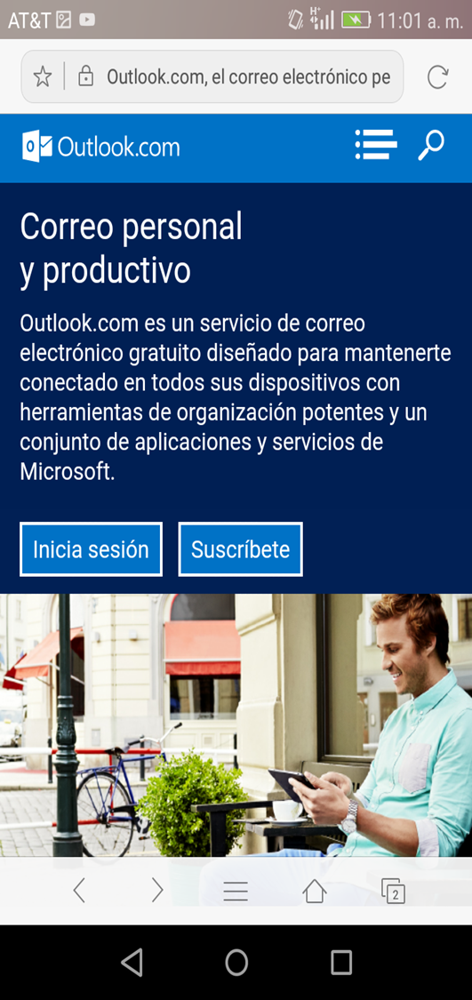 AT&T H+ 11:01 a. m.
Outlook.com, el correo electrónico pe
Outlook.com
Correo personal
y productivo
Outlook.com es un servicio de correo
electrónico gratuito diseñado para mantenerte
conectado en todos sus dispositivos con
herramientas de organización potentes y un
conjunto de aplicaciones y servicios de
Microsoft.
Inicia sesión Suscríbete
2